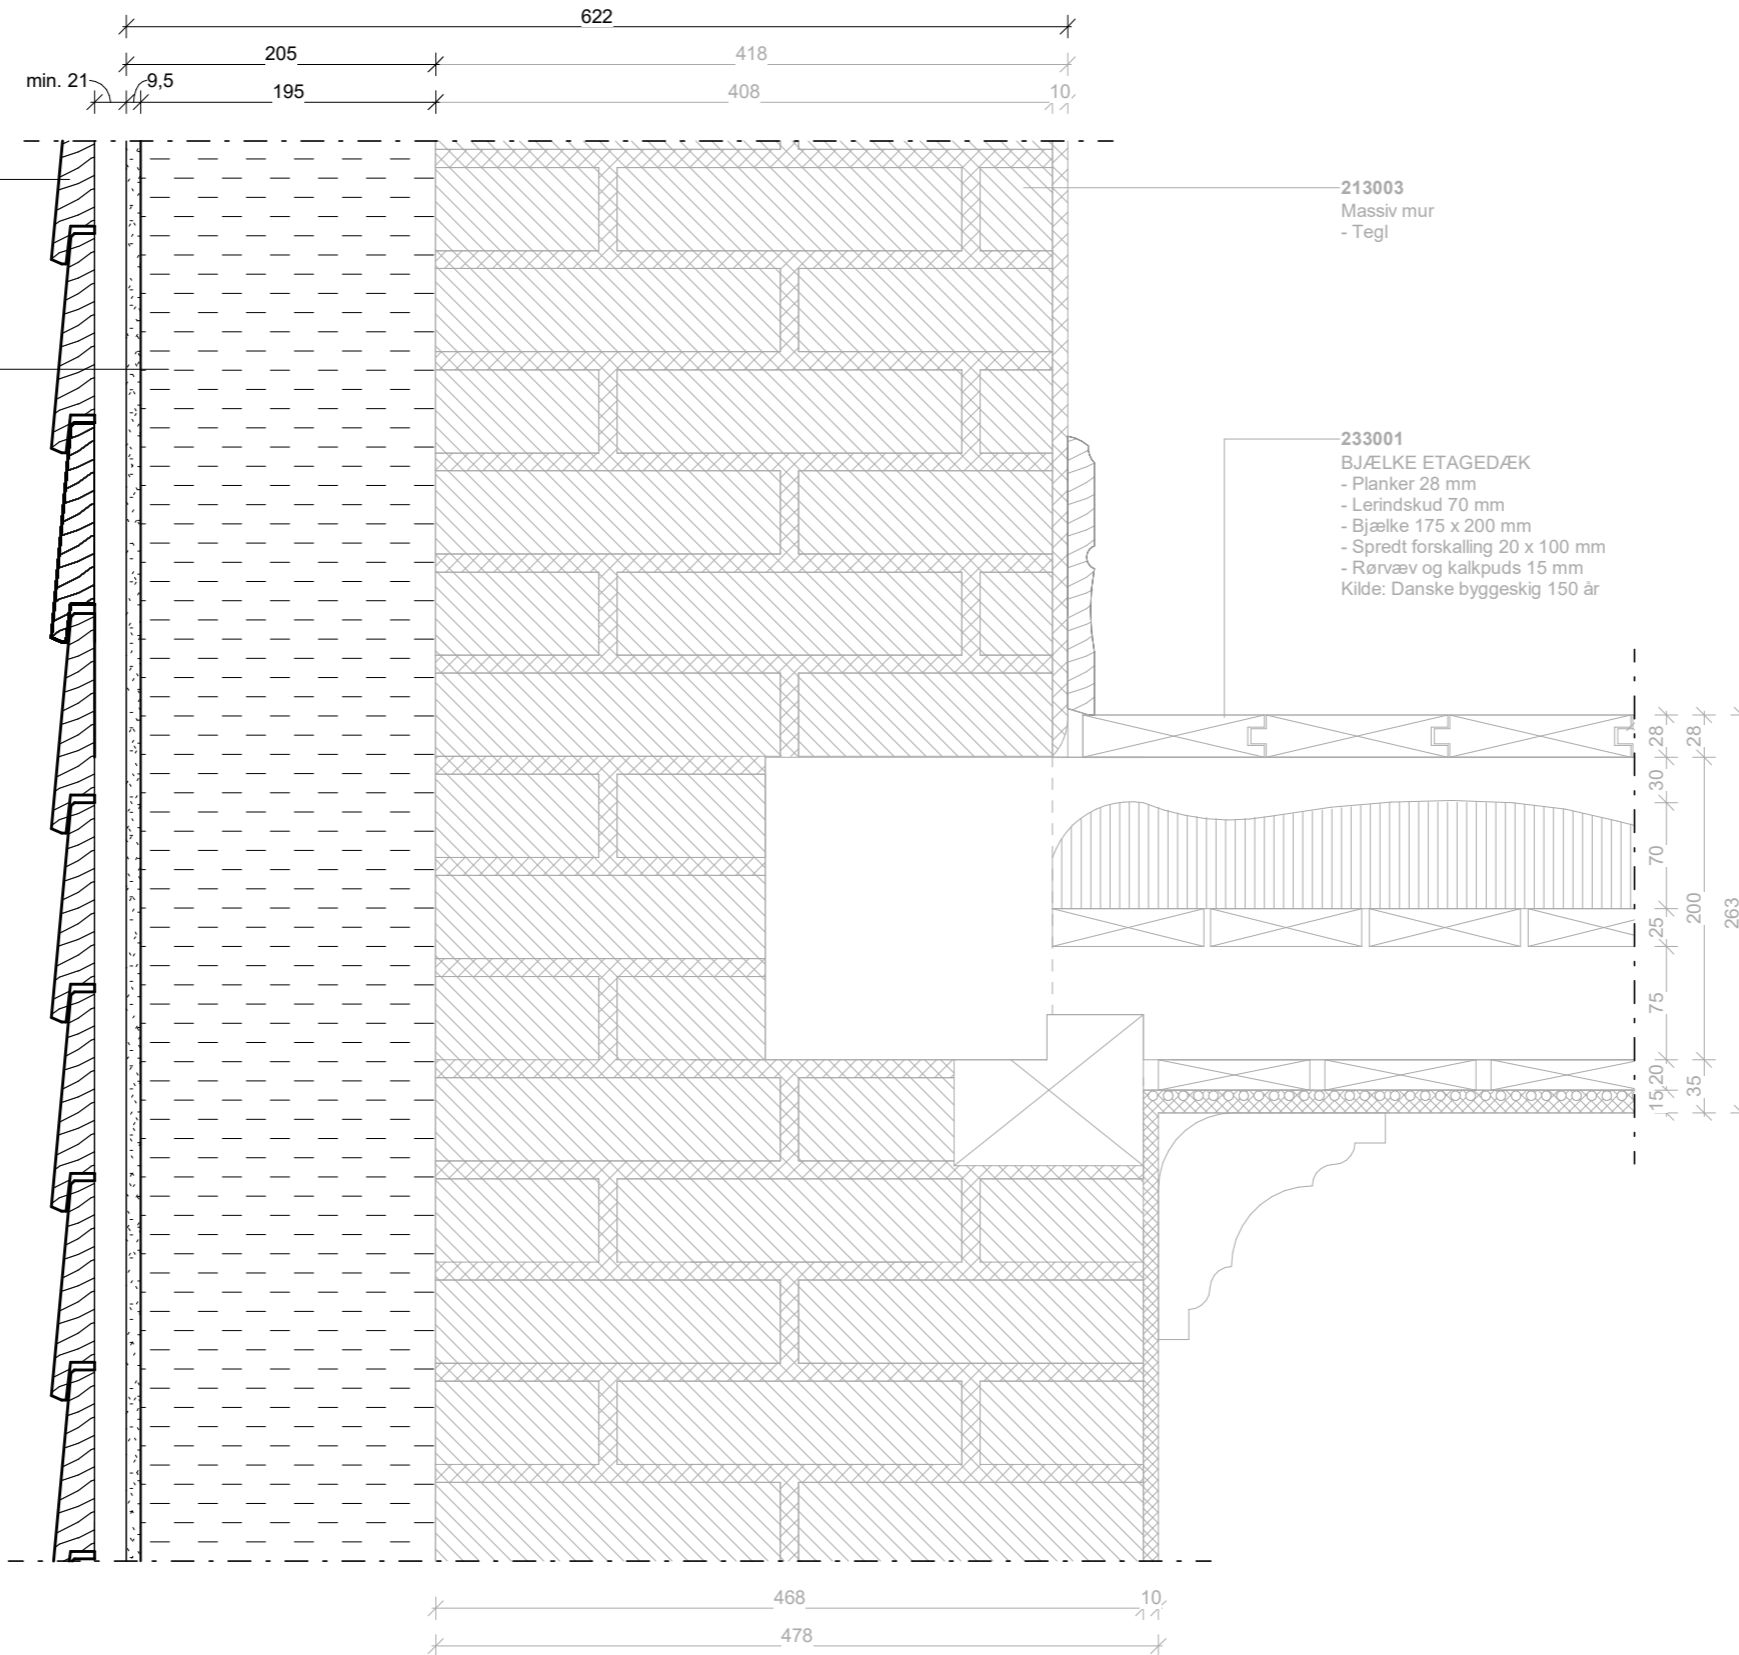 622
205
418
min. 21
9,5
195
408
10
213003
Massiv mur
- Tegl
233001
BJÆLKE ETAGEDÆK
- Planker 28 mm
- Lerindskud 70 mm
- Bjælke 175 x 200 mm
- Spredt forskalling 20 x 100 mm
- Rørvæv og kalkpuds 15 mm
Kilde: Danske byggeskig 150 år
28
28
30
70
25
200
263
75
20
35
15
468
10
478